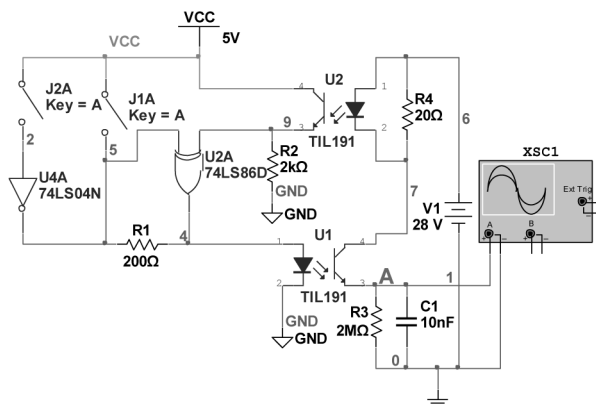 VCC
5V
VCC
J2A
Key = A
J1A
Key = A
2
5
U4A
74LS04N
U2A
74LS86D
9
R2
2kΩ
GND
GND
4
3
U2
1
2
TIL191
R4
20Ω
6
7
V1
28 V
XSC1
Ext Trig
+
-
A
B
+
-
+
-
R1
200Ω
4
U1
1
2
4
3
TIL191
GND
GND
A
1
R3
2MΩ
C1
10nF
0